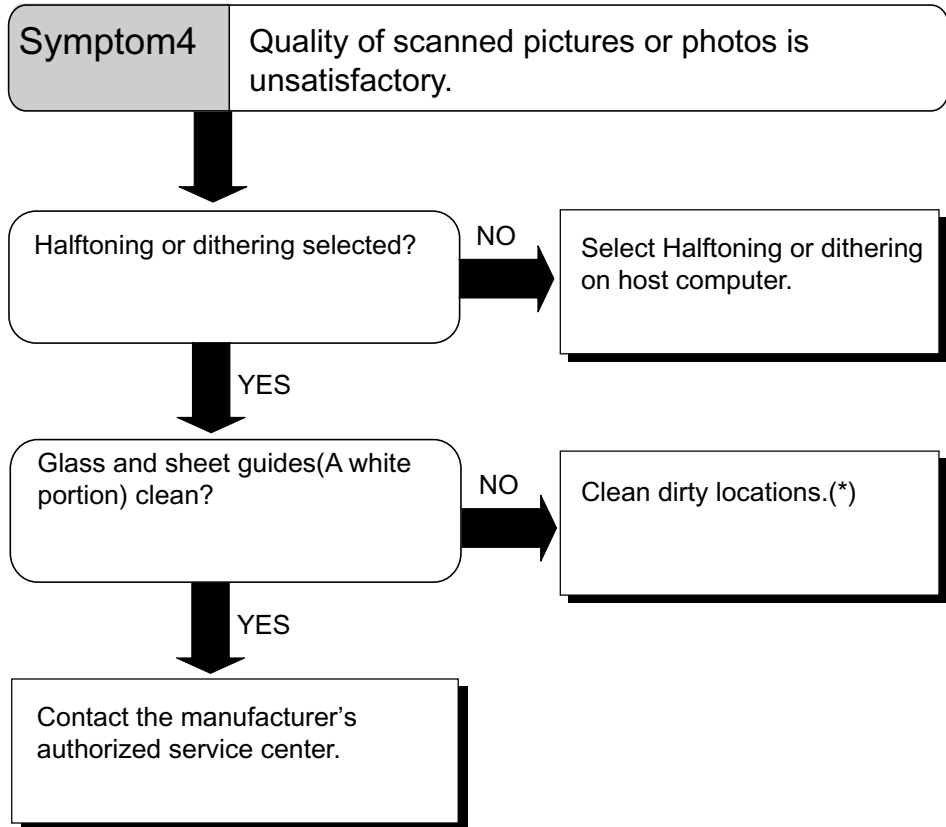 Symptom4
Quality of scanned pictures or photos is
unsatisfactory.
Halftoning or dithering selected?
NO
Select Halftoning or dithering
on host computer.
YES
Glass and sheet guides(A white
portion) clean?
NO
Clean dirty locations.(*)
YES
Contact the manufacturer’s
authorized service center.